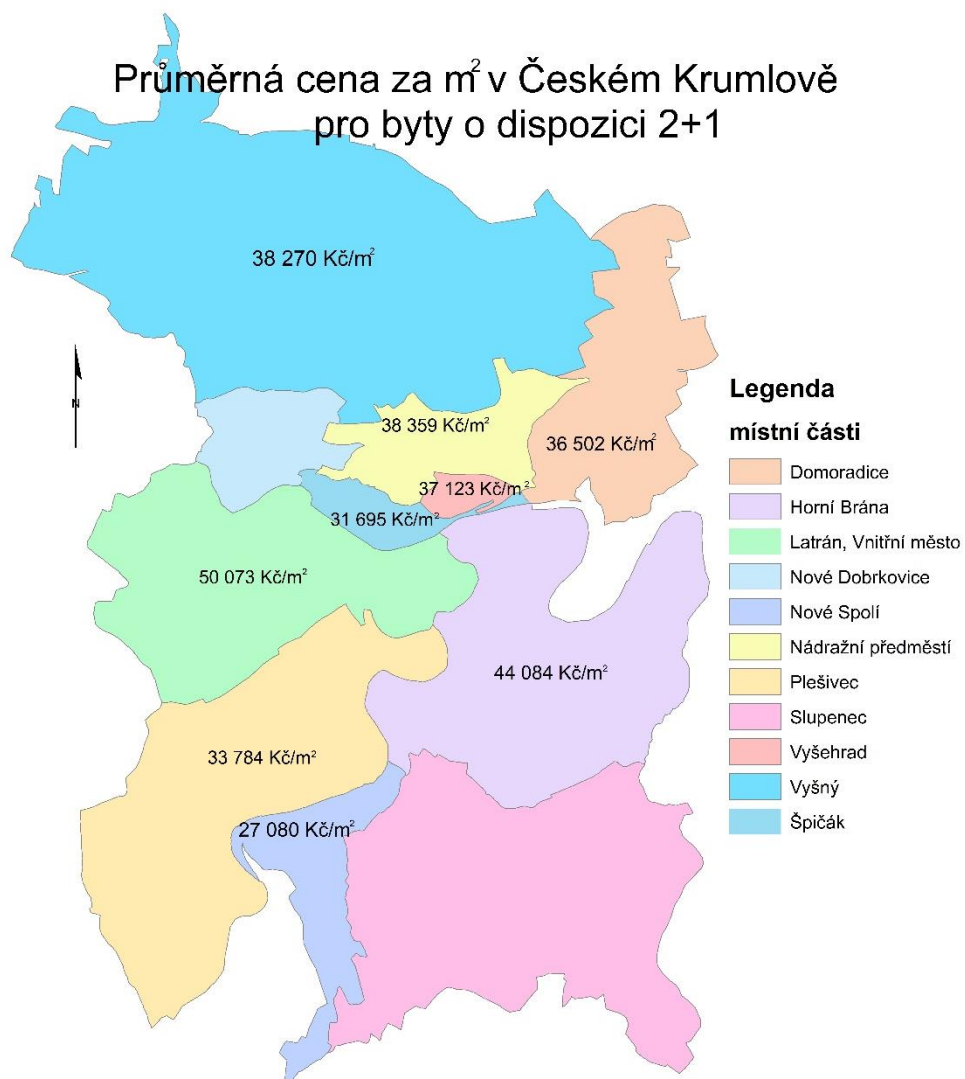 Průměrná cena za m² v Českém Krumlově
pro byty o dispozici 2+1
38 270 Kč/m²
N
38 359 Kč/m²
36 502 Kč/m²
37 123 Kč/m²
31 695 Kč/m²
50 073 Kč/m²
44 084 Kč/m²
33 784 Kč/m²
27 080 Kč/m²
Legenda
místní části
Domoradice
Horní Brána
Latrán, Vnitřní město
Nové Dobrkovice
Nové Spolí
Nádražní předměstí
Plešivec
Slupenec
Vyšehrad
Vyšný
Špičák